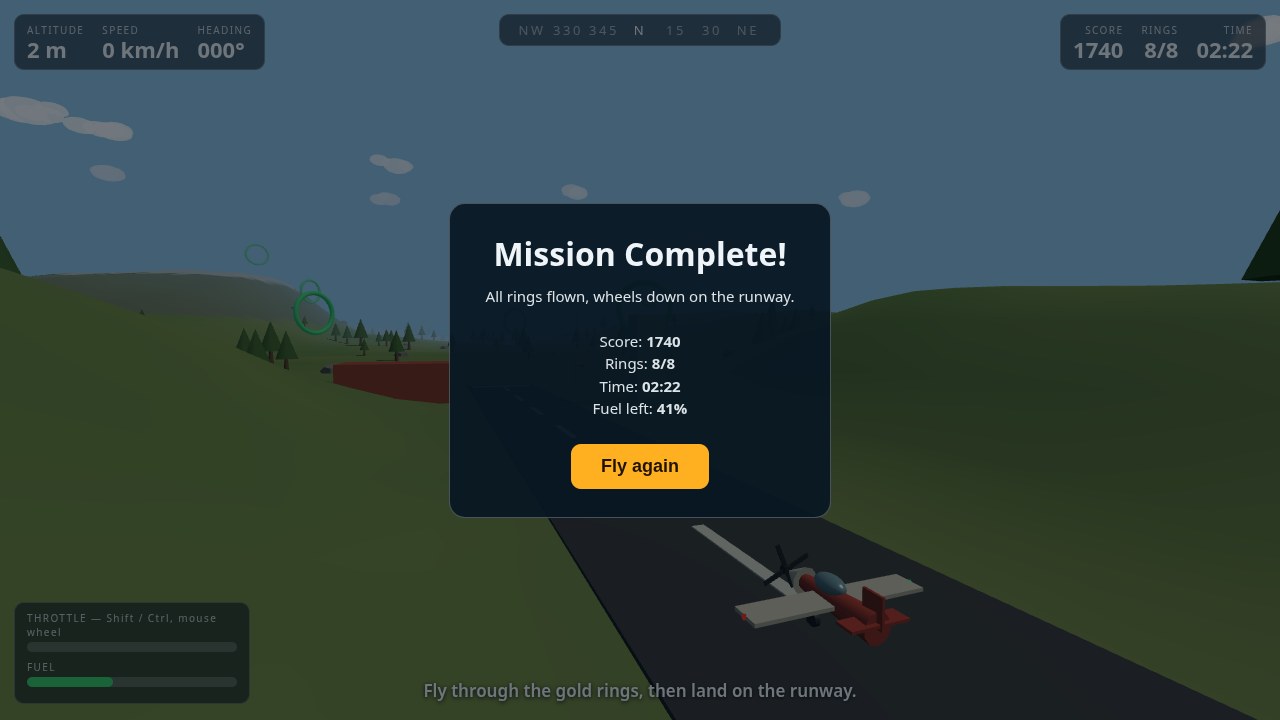 ALTITUDE SPEED HEADING
2 m 0 km/h 000°
NW 330 345 N 15 30 NE
SCORE RINGS TIME
1740 8/8 02:22
Mission Complete!
All rings flown, wheels down on the runway.
Score: 1740
Rings: 8/8
Time: 02:22
Fuel left: 41%
Fly again
THROTTLE — Shift / Ctrl, mouse
wheel
FUEL
Fly through the gold rings, then land on the runway.